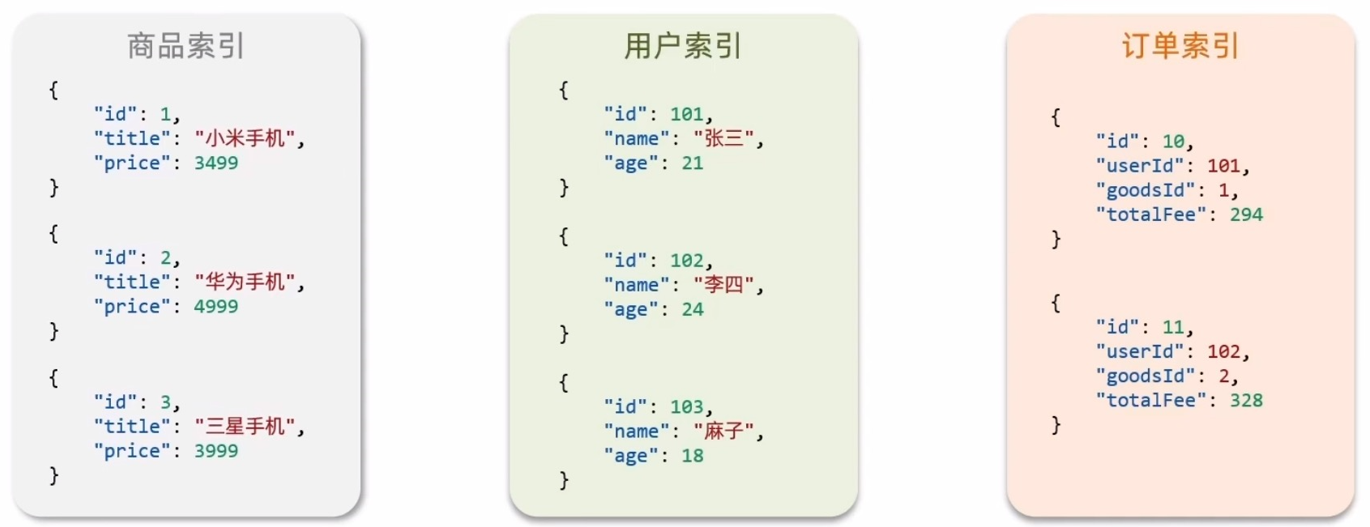 商品索引
{
"id": 1,
"title": "小米手机",
"price": 3499
}
{
"id": 2,
"title": "华为手机",
"price": 4999
}
{
"id": 3,
"title": "三星手机",
"price": 3999
}
用户索引
{
"id": 101,
"name": "张三",
"age": 21
}
{
"id": 102,
"name": "李四",
"age": 24
}
{
"id": 103,
"name": "麻子",
"age": 18
}
订单索引
{
"id": 10,
"userId": 101,
"goodsId": 1,
"totalFee": 294
}
{
"id": 11,
"userId": 102,
"goodsId": 2,
"totalFee": 328
}